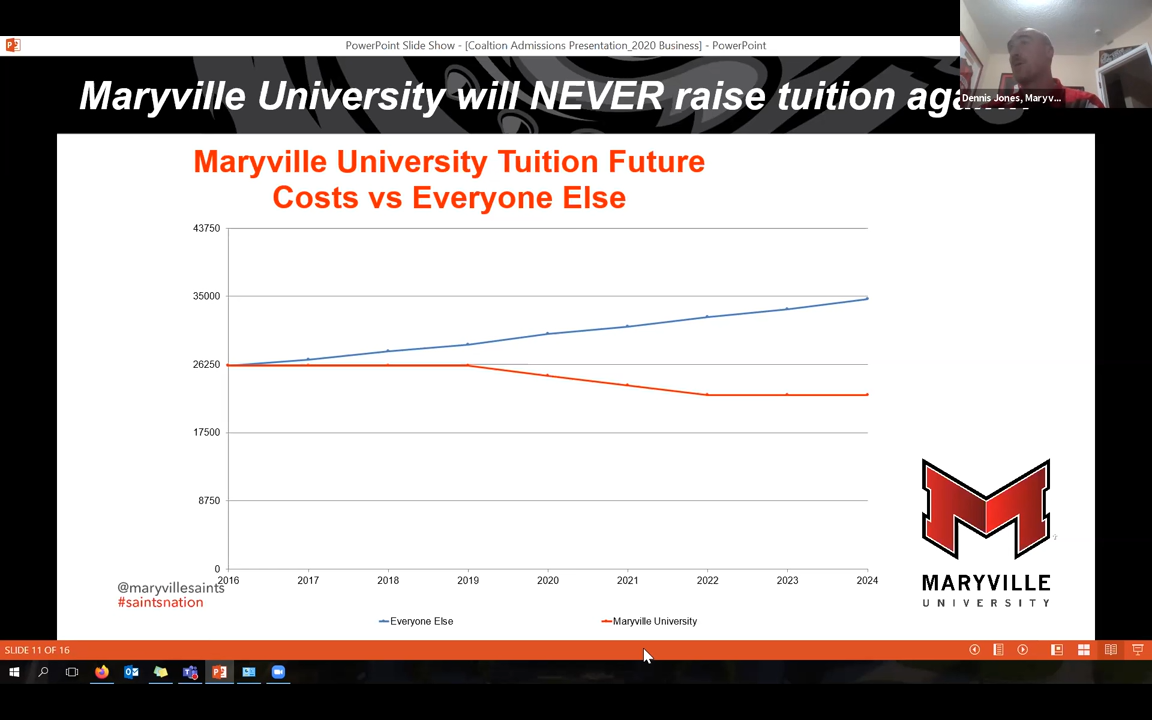 PowerPoint Slide Show - [Coaltion Admissions Presentation_2020 Business] - PowerPoint
Maryville University will NEVER raise tuition
Dennis Jones, Maryv...
Maryville University Tuition Future
Costs vs Everyone Else
43750
35000
26250
17500
8750
0
2016 2017 2018 2019 2020 2021 2022 2023 2024
@maryvillesaints
#saintsnation
Everyone Else Maryville University
MARYVILLE
UNIVERSITY
SLIDE 11 OF 16